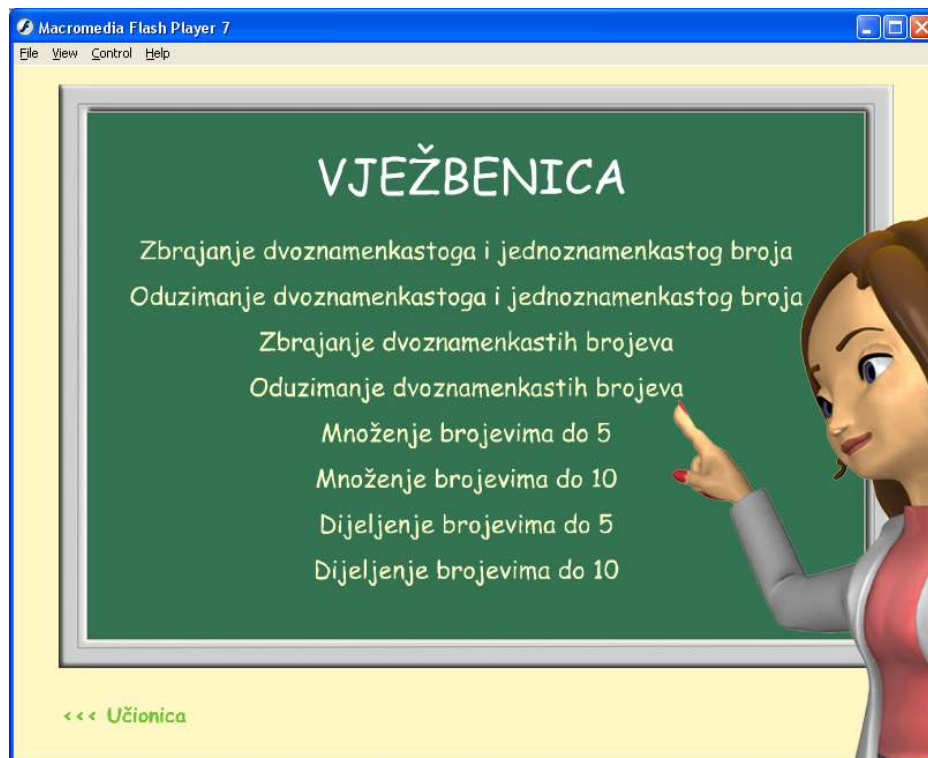 Macromedia Flash Player 7
File View Control Help
VJEŽBENICA
Zbrajanje dvoznamenkastoga i jednoznamenkastog broja
Oduzimanje dvoznamenkastoga i jednoznamenkastog broja
Zbrajanje dvoznamenkastih brojeva
Oduzimanje dvoznamenkastih brojeva
Množenje brojevima do 5
Množenje brojevima do 10
Dijeljenje brojevima do 5
Dijeljenje brojevima do 10
<<< Učionica